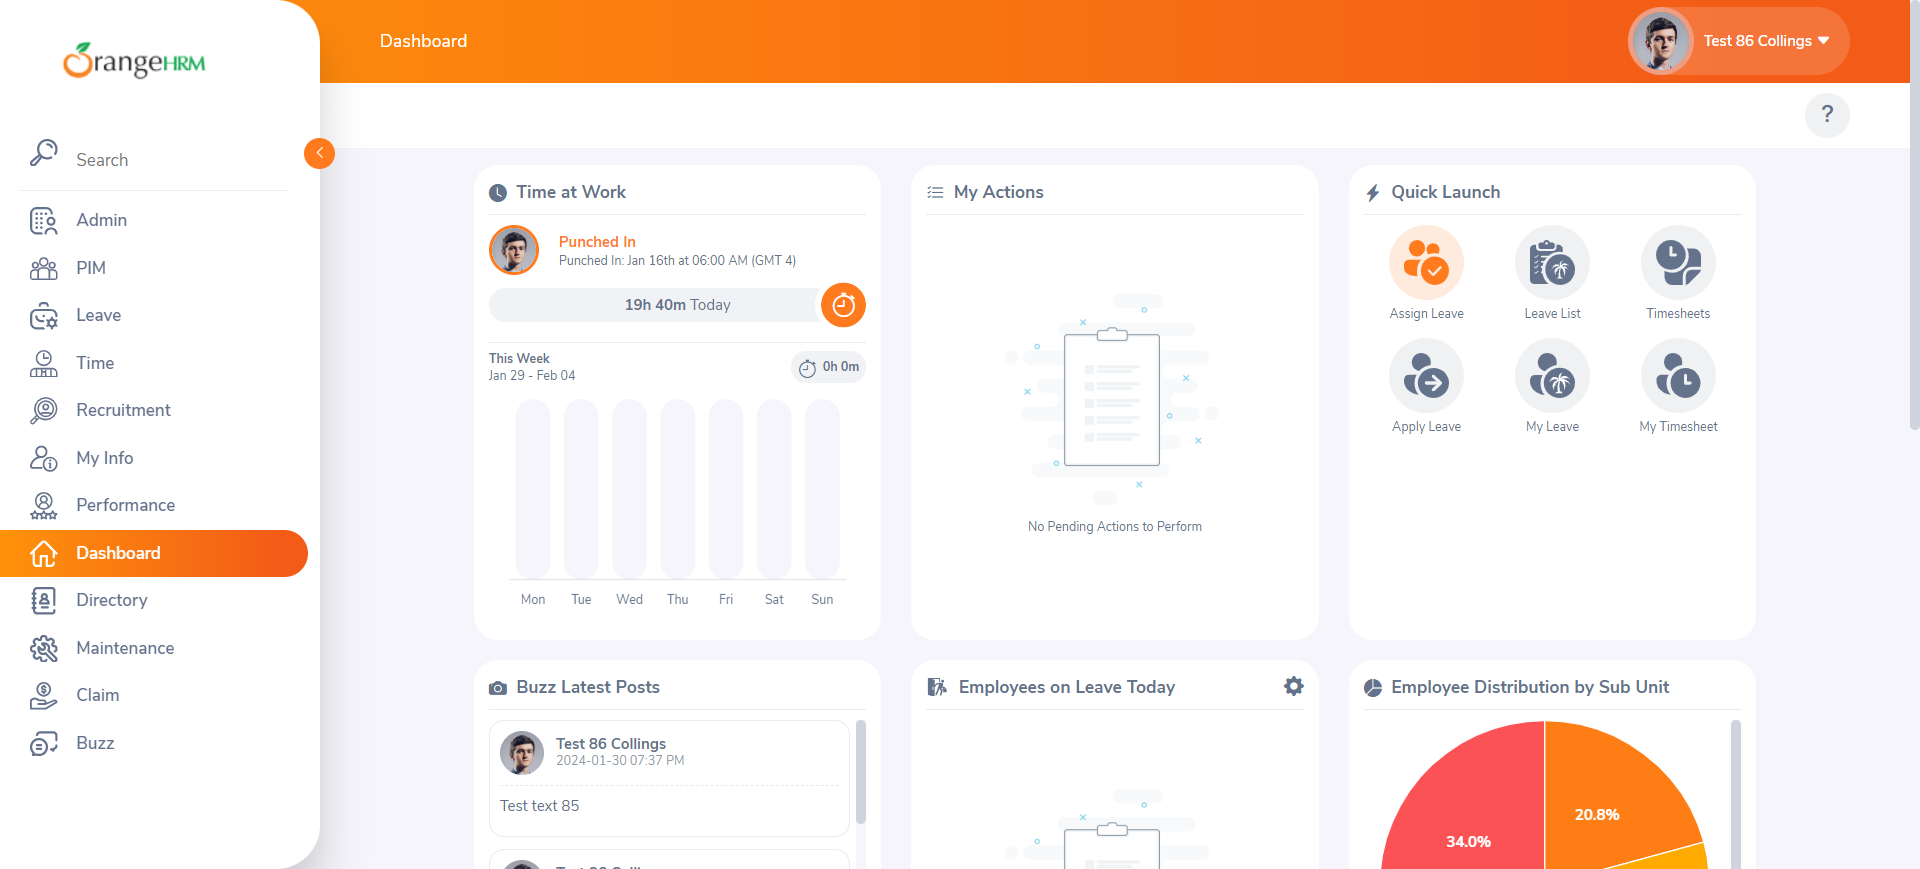 OrangeHRM
Dashboard
Test 86 Collings
?
Search
Admin
PIM
Leave
Time
Recruitment
My Info
Performance
Dashboard
Directory
Maintenance
Claim
Buzz
Time at Work
Punched In
Punched In: Jan 16th at 06:00 AM (GMT 4)
19h 40m Today
This Week
Jan 29 - Feb 04
0h 0m
Mon Tue Wed Thu Fri Sat Sun
My Actions
No Pending Actions to Perform
Quick Launch
Assign Leave
Leave List
Timesheets
Apply Leave
My Leave
My Timesheet
Buzz Latest Posts
Test 86 Collings
2024-01-30 07:37 PM
Test text 85
Employees on Leave Today
Employee Distribution by Sub Unit
34.0%
20.8%